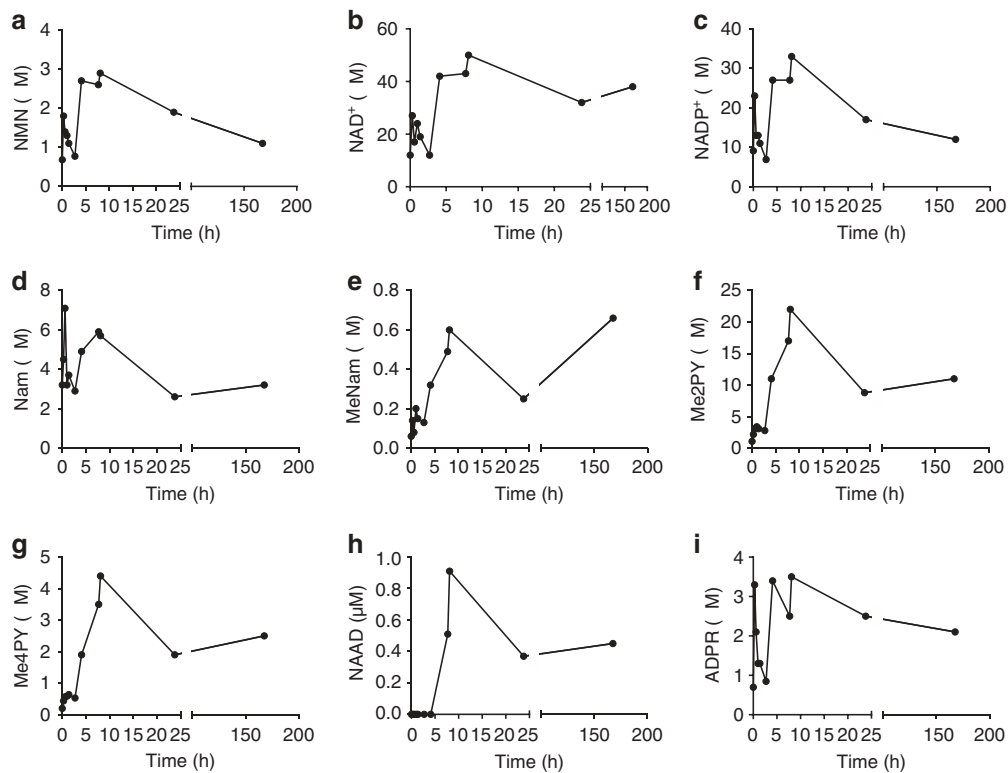 a
NMN ( M)
4
3
2
1
0
0 5 10 15 20 25 150 200
Time (h)
b
NAD+ ( M)
60
40
20
0
0 5 10 15 20 25 150 200
Time (h)
c
NADP+ ( M)
40
30
20
10
0
0 5 10 15 20 25 150 200
Time (h)
d
Nam ( M)
8
6
4
2
0
0 5 10 15 20 25 150 200
Time (h)
e
MeNam ( M)
0.8
0.6
0.4
0.2
0.0
0 5 10 15 20 25 150 200
Time (h)
f
Me2PY ( M)
25
20
15
10
5
0
0 5 10 15 20 25 150 200
Time (h)
g
Me4PY ( M)
5
4
3
2
1
0
0 5 10 15 20 25 150 200
Time (h)
h
NAAD (μM)
1.0
0.8
0.6
0.4
0.2
0.0
0 5 10 15 20 25 150 200
Time (h)
i
ADPR ( M)
4
3
2
1
0
0 5 10 15 20 25 150 200
Time (h)